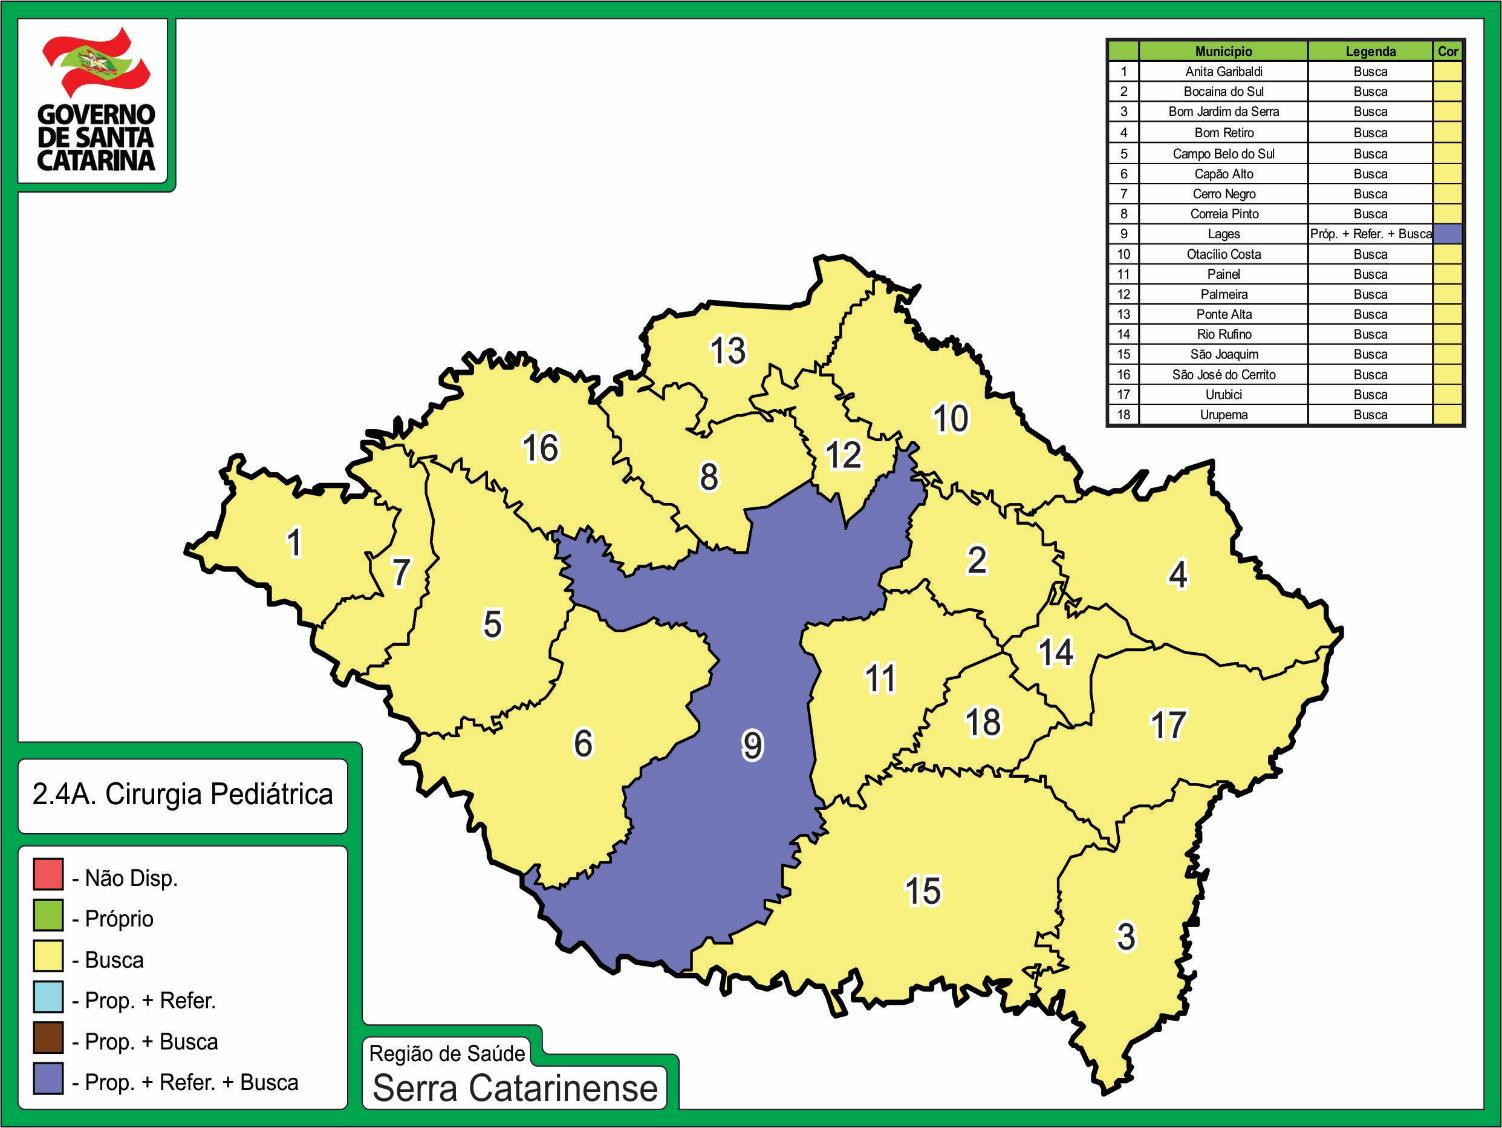 GOVERNO
DE SANTA
CATARINA
Município Legenda Cor
1 Anita Garibaldi Busca
2 Bocaina do Sul Busca
3 Bom Jardim da Serra Busca
4 Bom Retiro Busca
5 Campo Belo do Sul Busca
6 Capão Alto Busca
7 Cerro Negro Busca
8 Correia Pinto Busca
9 Lages Próp. + Refer. + Busca
10 Otacílio Costa Busca
11 Painel Busca
12 Palmeira Busca
13 Ponte Alta Busca
14 Rio Rufino Busca
15 São Joaquim Busca
16 São José do Cerrito Busca
17 Urubici Busca
18 Urupema Busca
13
10
16
12
8
1
2
7
4
5
14
11
18
17
6
9
15
3
2.4A. Cirurgia Pediátrica
- Não Disp.
- Próprio
- Busca
- Prop. + Refer.
- Prop. + Busca
- Prop. + Refer. + Busca
Região de Saúde
Serra Catarinense